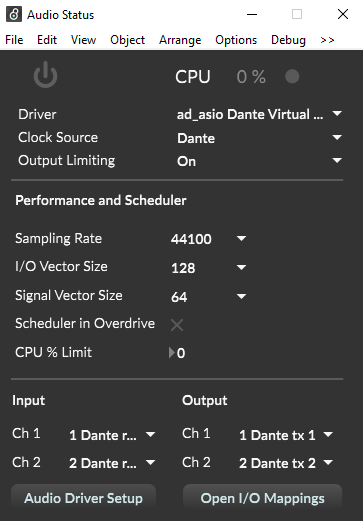 Audio Status
File Edit View Object Arrange Options Debug >>
CPU 0 %
Driver ad_asio Dante Virtual ...
Clock Source Dante
Output Limiting On
Performance and Scheduler
Sampling Rate 44100
I/O Vector Size 128
Signal Vector Size 64
Scheduler in Overdrive
CPU % Limit 0
Input Output
Ch 1 1 Dante r... Ch 1 1 Dante tx 1
Ch 2 2 Dante r... Ch 2 2 Dante tx 2
Audio Driver Setup Open I/O Mappings